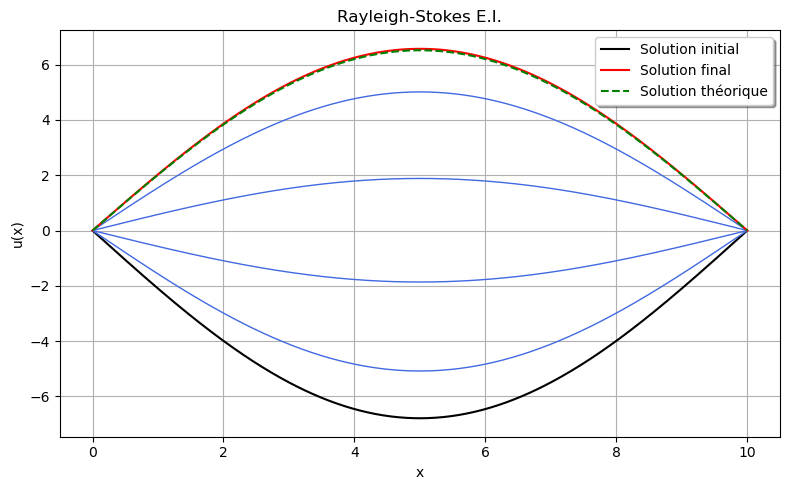 Rayleigh-Stokes E.I.
Solution initial
Solution final
Solution théorique
6
4
2
0
−2
−4
−6
u(x)
0
2
4
6
8
10
x